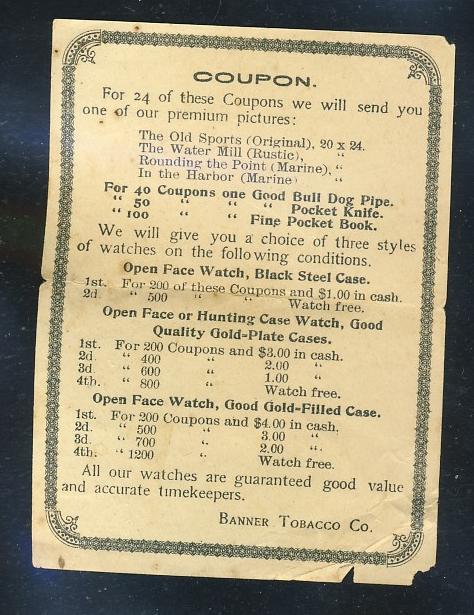 COUPON.
For 24 of these Coupons we will send you
one of our premium pictures:
The Old Sports (Original), 20 x 24.
The Water Mill (Rustic), "
Rounding the Point (Marine), "
In the Harbor (Marine) "
For 40 Coupons one Good Bull Dog Pipe.
" 50 " " " Pocket Knife.
" 100 " " Fine Pocket Book.
We will give you a choice of three styles
of watches on the following conditions.
Open Face Watch, Black Steel Case.
1st. For 200 of these Coupons and $1.00 in cash.
2d. " 500 " " Watch free.
Open Face or Hunting Case Watch, Good
Quality Gold-Plate Cases.
1st. For 200 Coupons and $3.00 in cash.
2d. " 400 " 2.00 "
3d. " 600 " 1.00 "
4th. " 800 " Watch free.
Open Face Watch, Good Gold-Filled Case.
1st. For 200 Coupons and $4.00 in cash.
2d. " 500 " 3.00 "
3d. " 700 " 2.00 "
4th. " 1200 " Watch free.
All our watches are guaranteed good value
and accurate timekeepers.
BANNER TOBACCO CO.